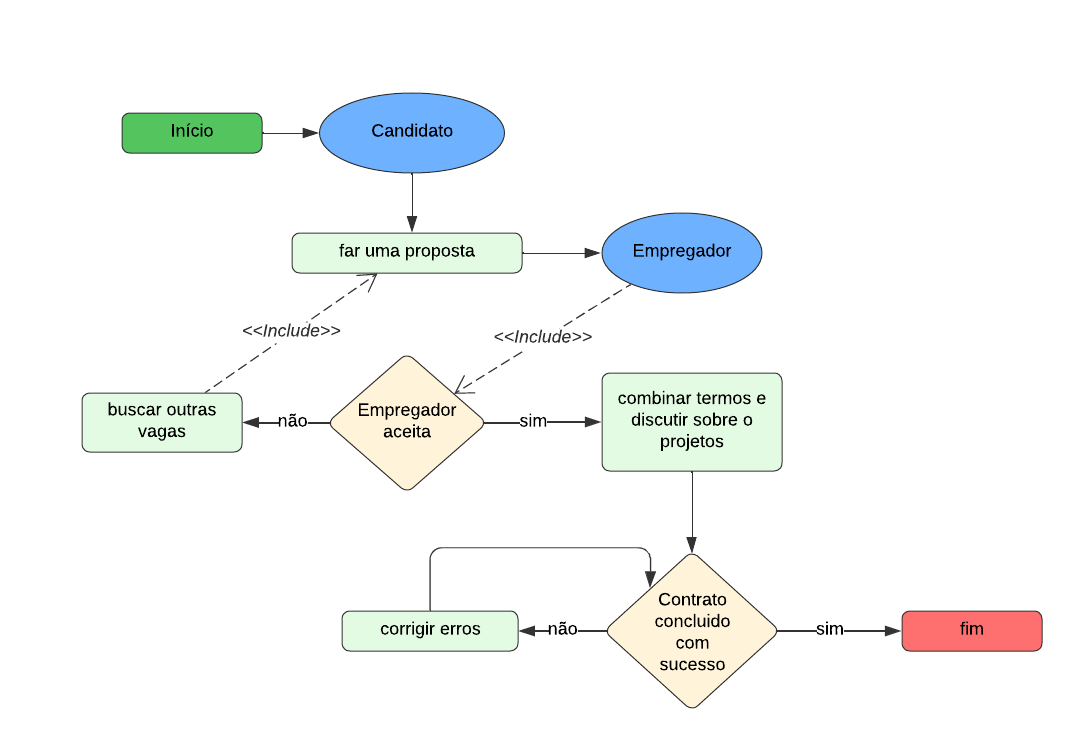 Início
Candidato
far uma proposta
Empregador
<<Include>>
<<Include>>
Empregador
aceita
não
sim
buscar outras
vagas
combinar termos e
discutir sobre o
projetos
Contrato
concluido
com
sucesso
não
sim
corrigir erros
fim